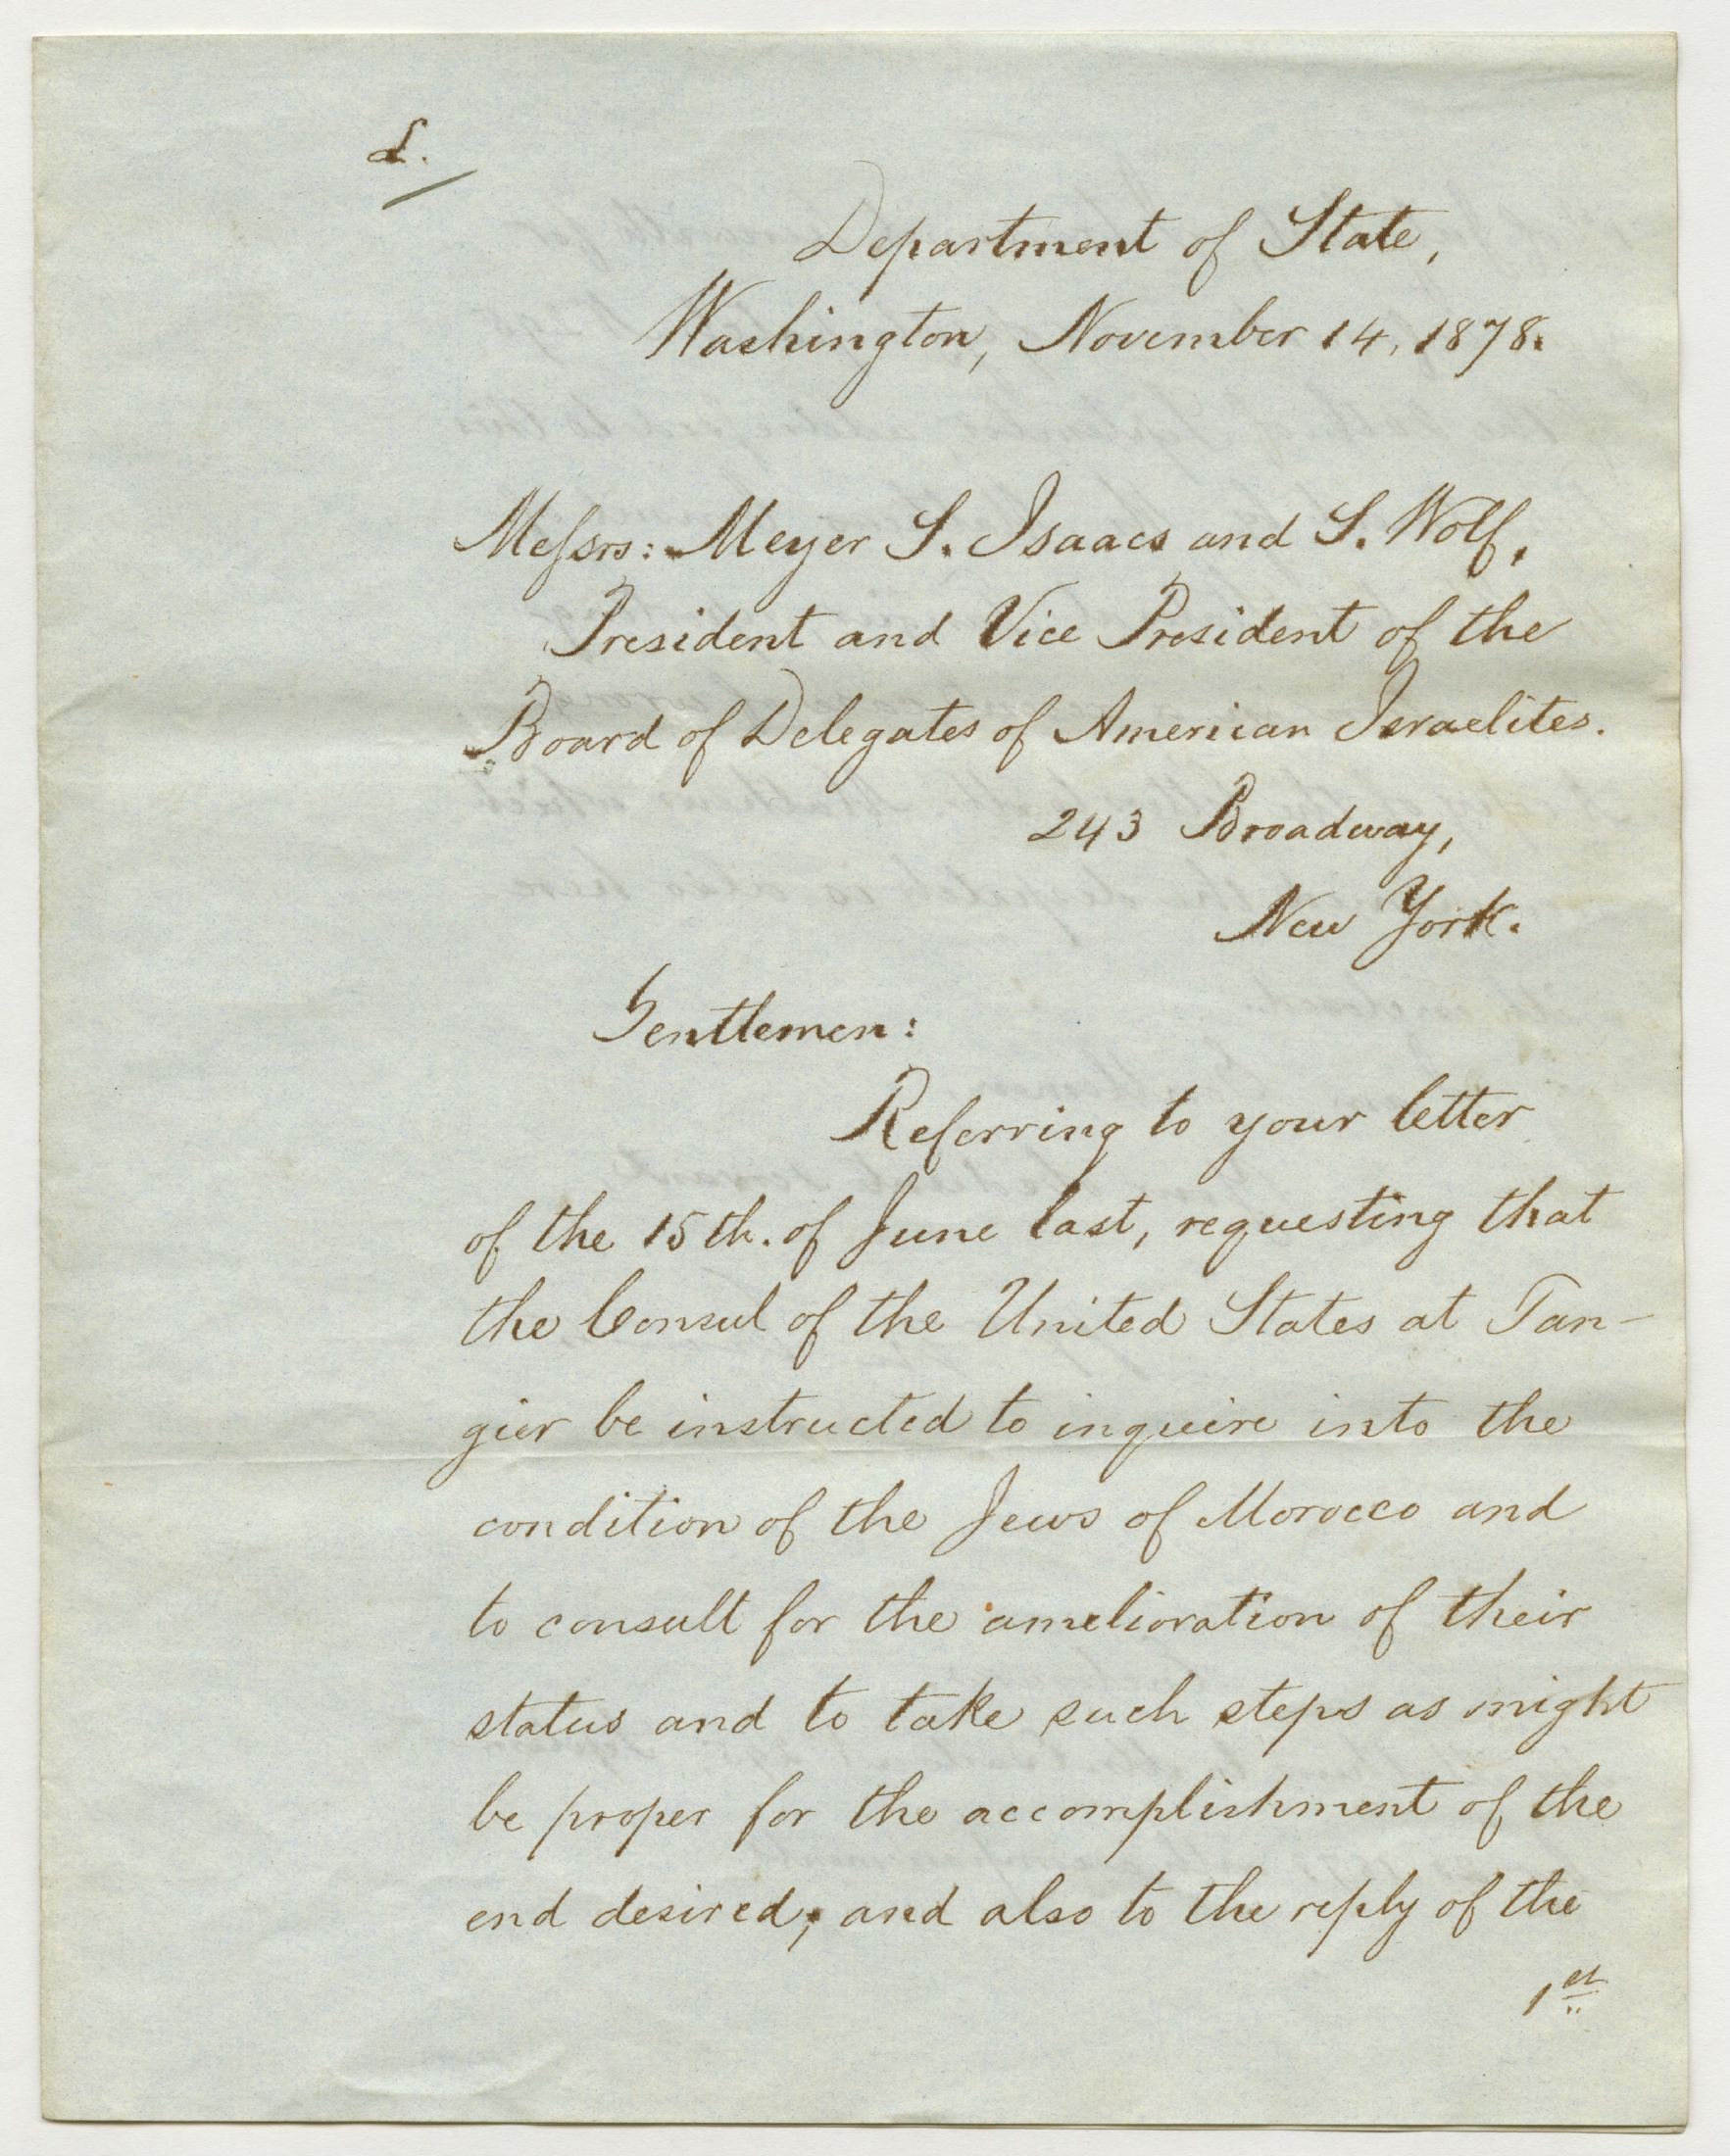 Department of State,
Washington, November 14, 1878.
Messrs: Meyer S. Isaacs and S. Wolf,
President and Vice President of the
Board of Delegates of American Israelites.
243 Broadway,
New York.
Gentlemen:
Referring to your letter
of the 15th. of June last, requesting that
the Consul of the United States at Tan-
gier be instructed to inquire into the
condition of the Jews of Morocco and
to consult for the amelioration of their
status and to take such steps as might
be proper for the accomplishment of the
end desired; and also to the reply of the
1st